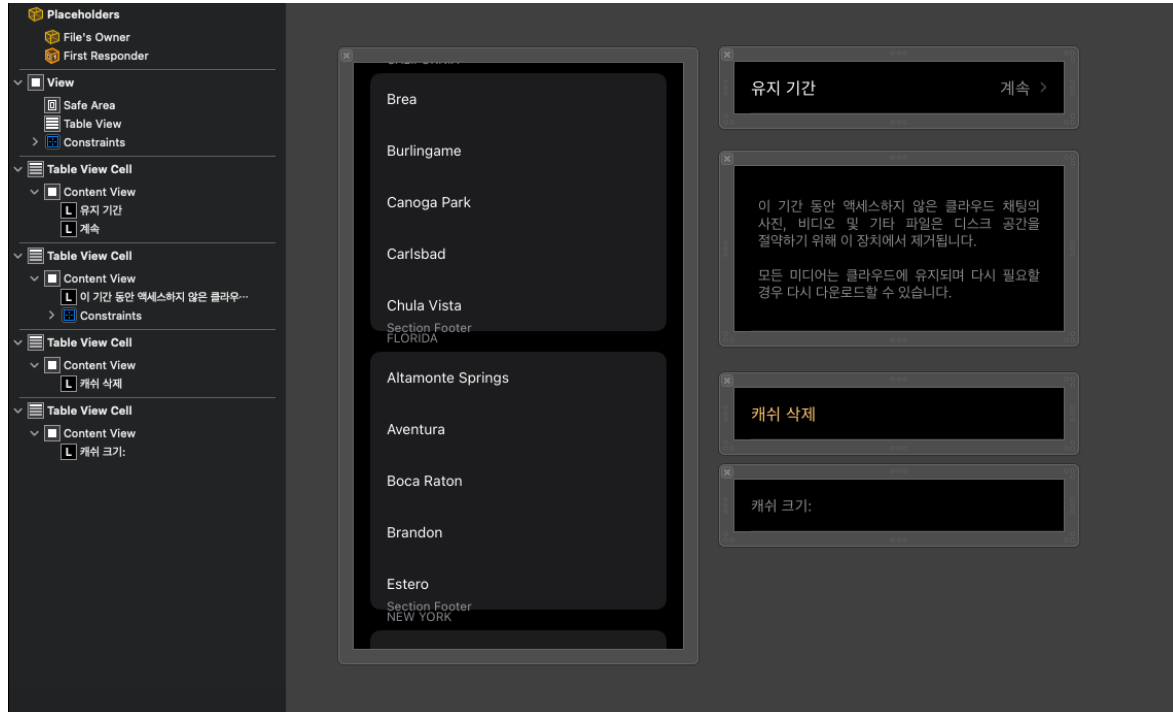 Placeholders
File's Owner
First Responder
View
Safe Area
Table View
Constraints
Table View Cell
Content View
L 유지 기간
L 계속
Table View Cell
Content View
L 이 기간 동안 액세스하지 않은 클라우…
Constraints
Table View Cell
Content View
L 캐쉬 삭제
Table View Cell
Content View
L 캐쉬 크기:
CALIFORNIA
Brea
Burlingame
Canoga Park
Carlsbad
Chula Vista
Section Footer
FLORIDA
Altamonte Springs
Aventura
Boca Raton
Brandon
Estero
Section Footer
NEW YORK
유지 기간
계속
이 기간 동안 액세스하지 않은 클라우드 채팅의
사진, 비디오 및 기타 파일은 디스크 공간을
절약하기 위해 이 장치에서 제거됩니다.
모든 미디어는 클라우드에 유지되며 다시 필요할
경우 다시 다운로드할 수 있습니다.
캐쉬 삭제
캐쉬 크기: